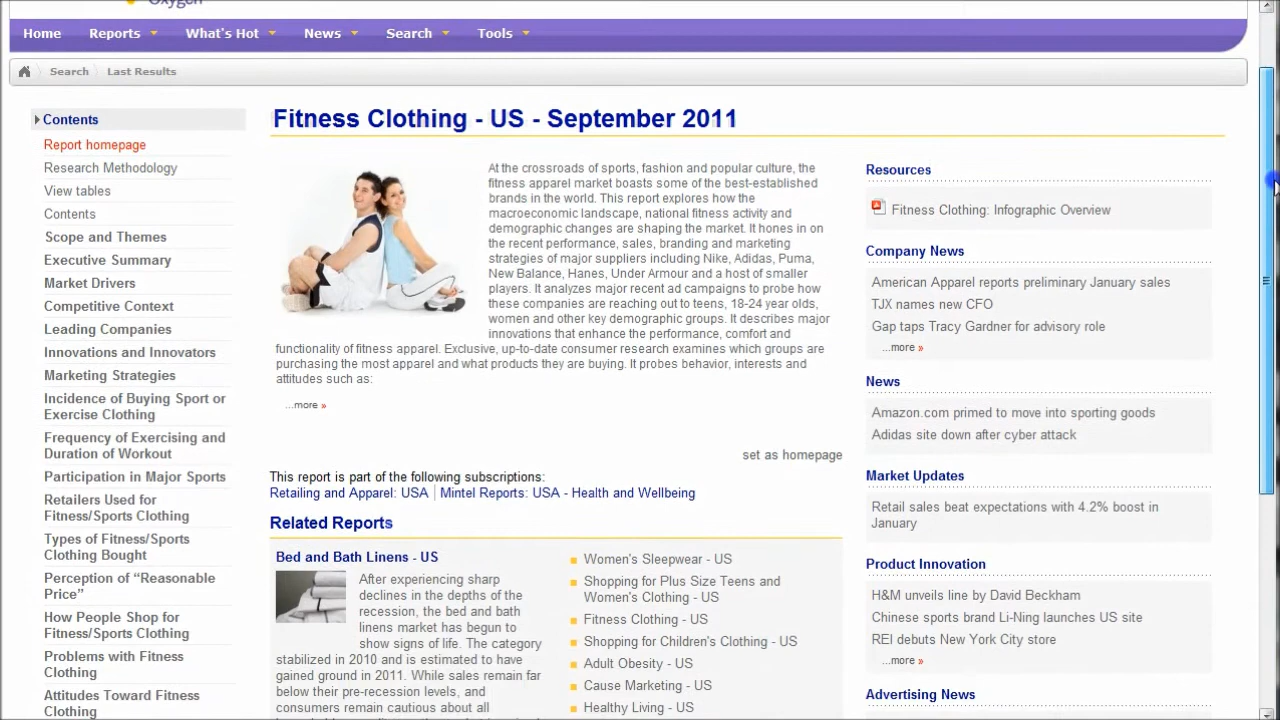 Oxygen
Home Reports What's Hot News Search Tools
Search Last Results
Contents
Report homepage
Research Methodology
View tables
Contents
Scope and Themes
Executive Summary
Market Drivers
Competitive Context
Leading Companies
Innovations and Innovators
Marketing Strategies
Incidence of Buying Sport or
Exercise Clothing
Frequency of Exercising and
Duration of Workout
Participation in Major Sports
Retailers Used for
Fitness/Sports Clothing
Types of Fitness/Sports
Clothing Bought
Perception of “Reasonable
Price”
How People Shop for
Fitness/Sports Clothing
Problems with Fitness
Clothing
Attitudes Toward Fitness
Clothing
Fitness Clothing - US - September 2011
At the crossroads of sports, fashion and popular culture, the
fitness apparel market boasts some of the best-established
brands in the world. This report explores how the
macroeconomic landscape, national fitness activity and
demographic changes are shaping the market. It hones in on
the recent performance, sales, branding and marketing
strategies of major suppliers including Nike, Adidas, Puma,
New Balance, Hanes, Under Armour and a host of smaller
players. It analyzes major recent ad campaigns to probe how
these companies are reaching out to teens, 18-24 year olds,
women and other key demographic groups. It describes major
innovations that enhance the performance, comfort and
functionality of fitness apparel. Exclusive, up-to-date consumer research examines which groups are
purchasing the most apparel and what products they are buying. It probes behavior, interests and
attitudes such as:
...more »
set as homepage
This report is part of the following subscriptions:
Retailing and Apparel: USA | Mintel Reports: USA - Health and Wellbeing
Related Reports
Bed and Bath Linens - US
After experiencing sharp
declines in the depths of the
recession, the bed and bath
linens market has begun to
show signs of life. The category
stabilized in 2010 and is estimated to have
gained ground in 2011. While sales remain far
below their pre-recession levels, and
consumers remain cautious about all
Women's Sleepwear - US
Shopping for Plus Size Teens and
Women's Clothing - US
Fitness Clothing - US
Shopping for Children's Clothing - US
Adult Obesity - US
Cause Marketing - US
Healthy Living - US
Resources
Fitness Clothing: Infographic Overview
Company News
American Apparel reports preliminary January sales
TJX names new CFO
Gap taps Tracy Gardner for advisory role
...more »
News
Amazon.com primed to move into sporting goods
Adidas site down after cyber attack
Market Updates
Retail sales beat expectations with 4.2% boost in
January
Product Innovation
H&M unveils line by David Beckham
Chinese sports brand Li-Ning launches US site
REI debuts New York City store
...more »
Advertising News